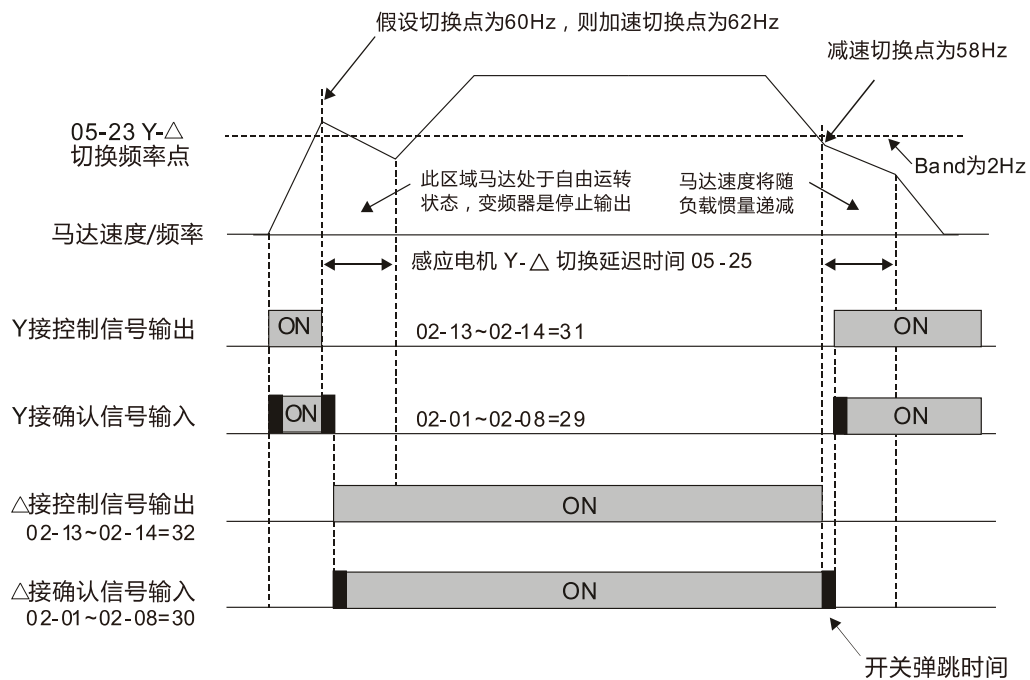 假设切换点为60Hz，则加速切换点为62Hz
减速切换点为58Hz
05-23 Y-△
切换频率点
Band为2Hz
此区域马达处于自由运转
状态，变频器是停止输出
马达速度将随
负载惯量递减
马达速度/频率
感应电机 Y-△ 切换延迟时间 05-25
Y接控制信号输出
ON
02-13~02-14=31
ON
Y接确认信号输入
ON
02-01~02-08=29
ON
△接控制信号输出
02-13~02-14=32
ON
△接确认信号输入
02-01~02-08=30
ON
开关弹跳时间